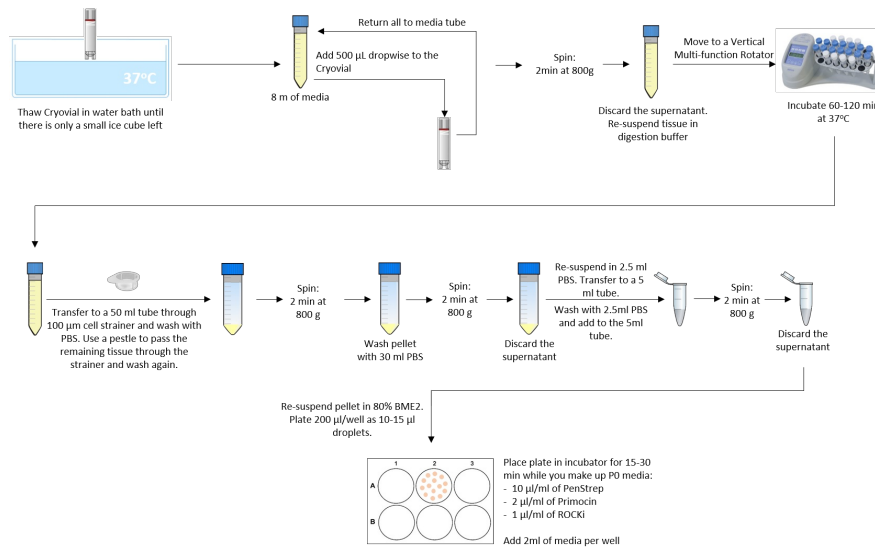 37°C
Thaw Cryovial in water bath until
there is only a small ice cube left
Return all to media tube
Add 500 µL dropwise to the
Cryovial
8 m of media
Spin:
2min at 800g
Discard the supernatant.
Re-suspend tissue in
digestion buffer
Move to a Vertical
Multi-function Rotator
Incubate 60-120 min
at 37°C
Transfer to a 50 ml tube through
100 µm cell strainer and wash with
PBS. Use a pestle to pass the
remaining tissue through the
strainer and wash again.
Spin:
2 min at
800 g
Wash pellet
with 30 ml PBS
Spin:
2 min at
800 g
Discard the
supernatant
Re-suspend in 2.5 ml
PBS. Transfer to a 5
ml tube.
Wash with 2.5ml PBS
and add to the 5ml
tube.
Spin:
2 min at
800 g
Discard the
supernatant
Re-suspend pellet in 80% BME2.
Plate 200 µl/well as 10-15 µl
droplets.
1 2 3
A
B
Place plate in incubator for 15-30
min while you make up P0 media:
- 10 µl/ml of PenStrep
- 2 µl/ml of Primocin
- 1 µl/ml of ROCKi
Add 2ml of media per well